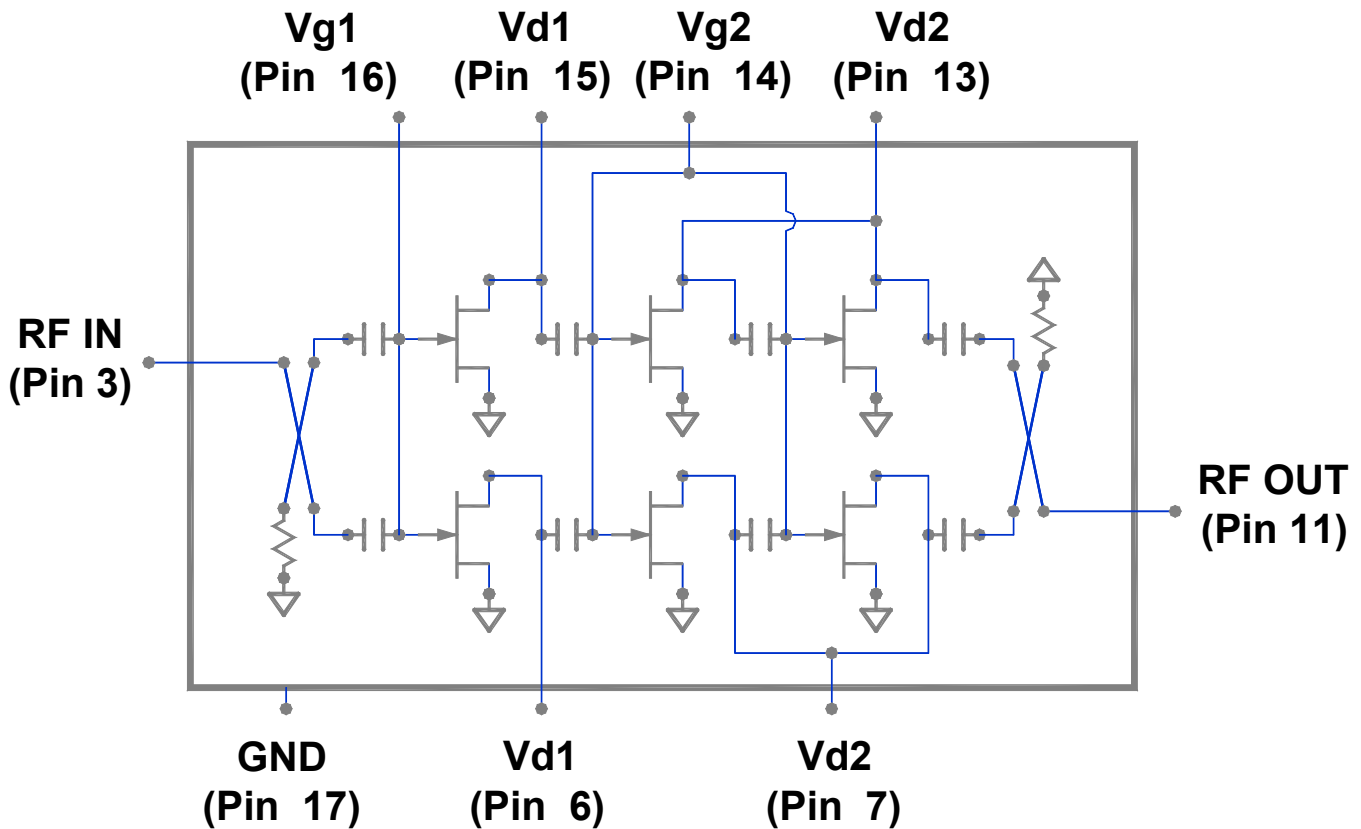 Vg1
(Pin 16)
Vd1
(Pin 15)
Vg2
(Pin 14)
Vd2
(Pin 13)
RF IN
(Pin 3)
RF OUT
(Pin 11)
GND
(Pin 17)
Vd1
(Pin 6)
Vd2
(Pin 7)